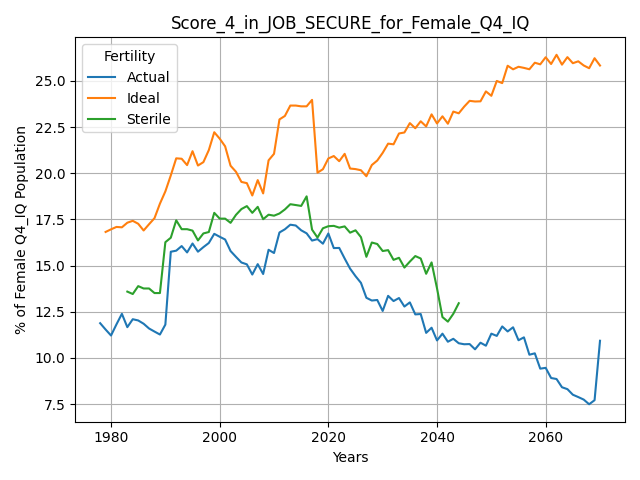 Score_4_in_JOB_SECURE_for_Female_Q4_IQ
Fertility
Actual
Ideal
Sterile
% of Female Q4_IQ Population
25.0
22.5
20.0
17.5
15.0
12.5
10.0
7.5
1980
2000
2020
2040
2060
Years